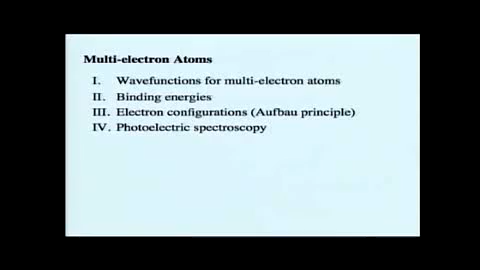 Multi-electron Atoms
I. Wavefunctions for multi-electron atoms
II. Binding energies
III. Electron configurations (Aufbau principle)
IV. Photoelectric spectroscopy